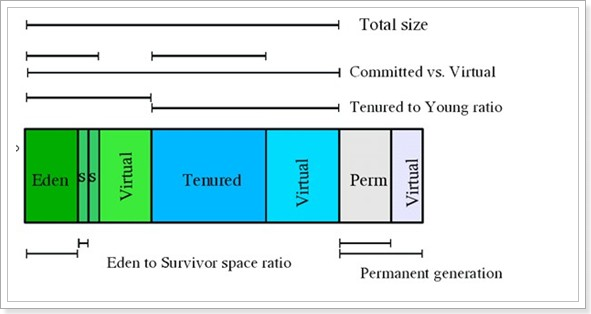 Total size
Committed vs. Virtual
Tenured to Young ratio
Eden S S Virtual Tenured Virtual Perm Virtual
Eden to Survivor space ratio
Permanent generation